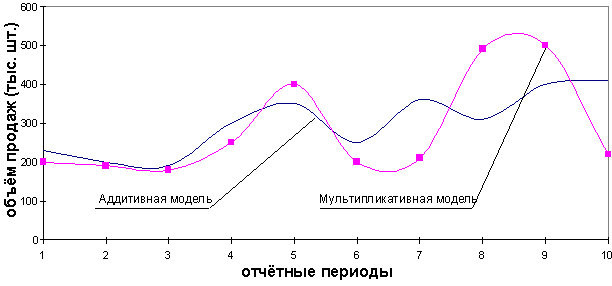 600
500
400
300
200
100
0
объём продаж (тыс. шт.)
Аддитивная модель
Мультипликативная модель
1 2 3 4 5 6 7 8 9 10
отчётные периоды